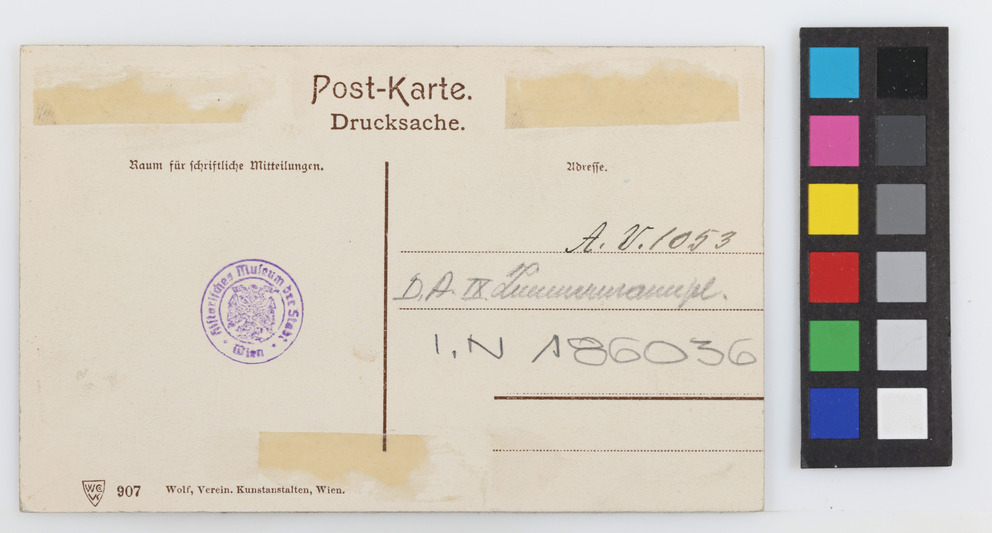 Post-Karte.
Drucksache.
Raum für schriftliche Mitteilungen.
Adresse.
A. V. 1053
D. A. IX
I.N 186036
Historisches Museum der Stadt
Wien
907 Wolf, Verein. Kunstanstalten, Wien.